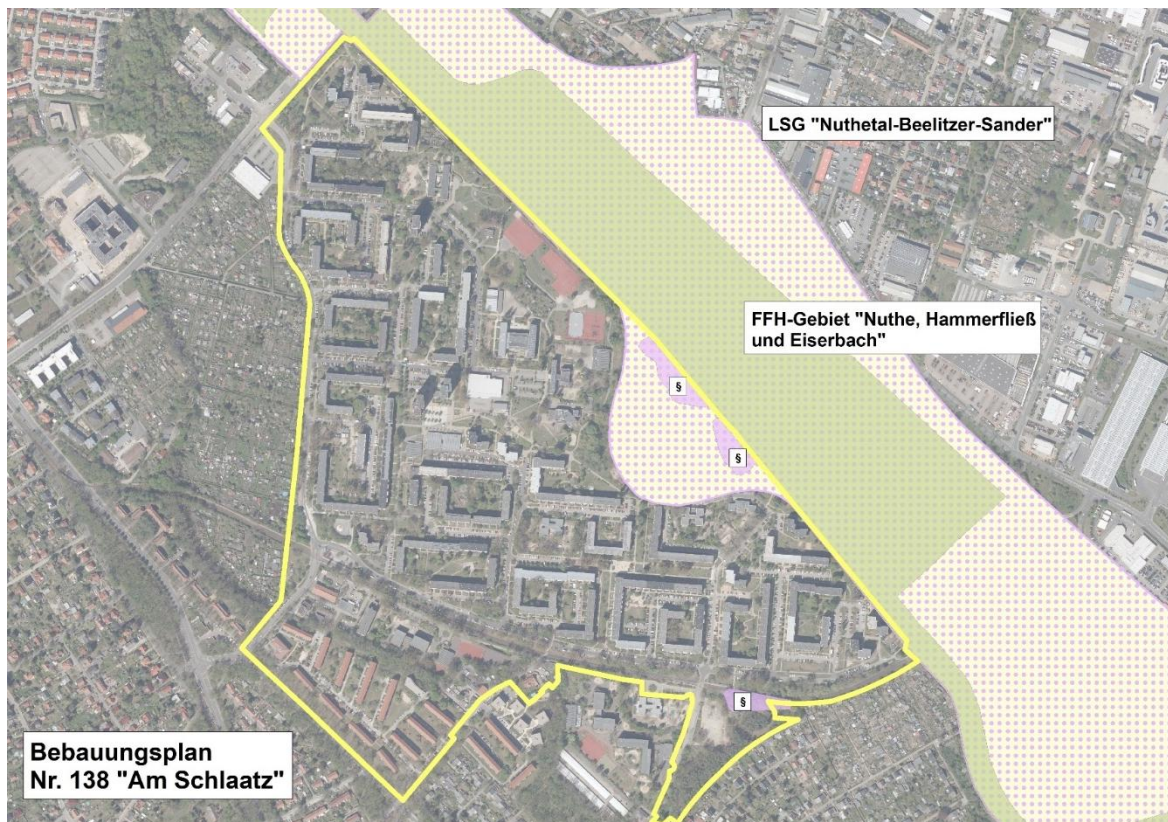 LSG "Nuthetal-Beelitzer-Sander"
FFH-Gebiet "Nuthe, Hammerfließ
und Eiserbach"
§
§
§
Bebauungsplan
Nr. 138 "Am Schlaatz"